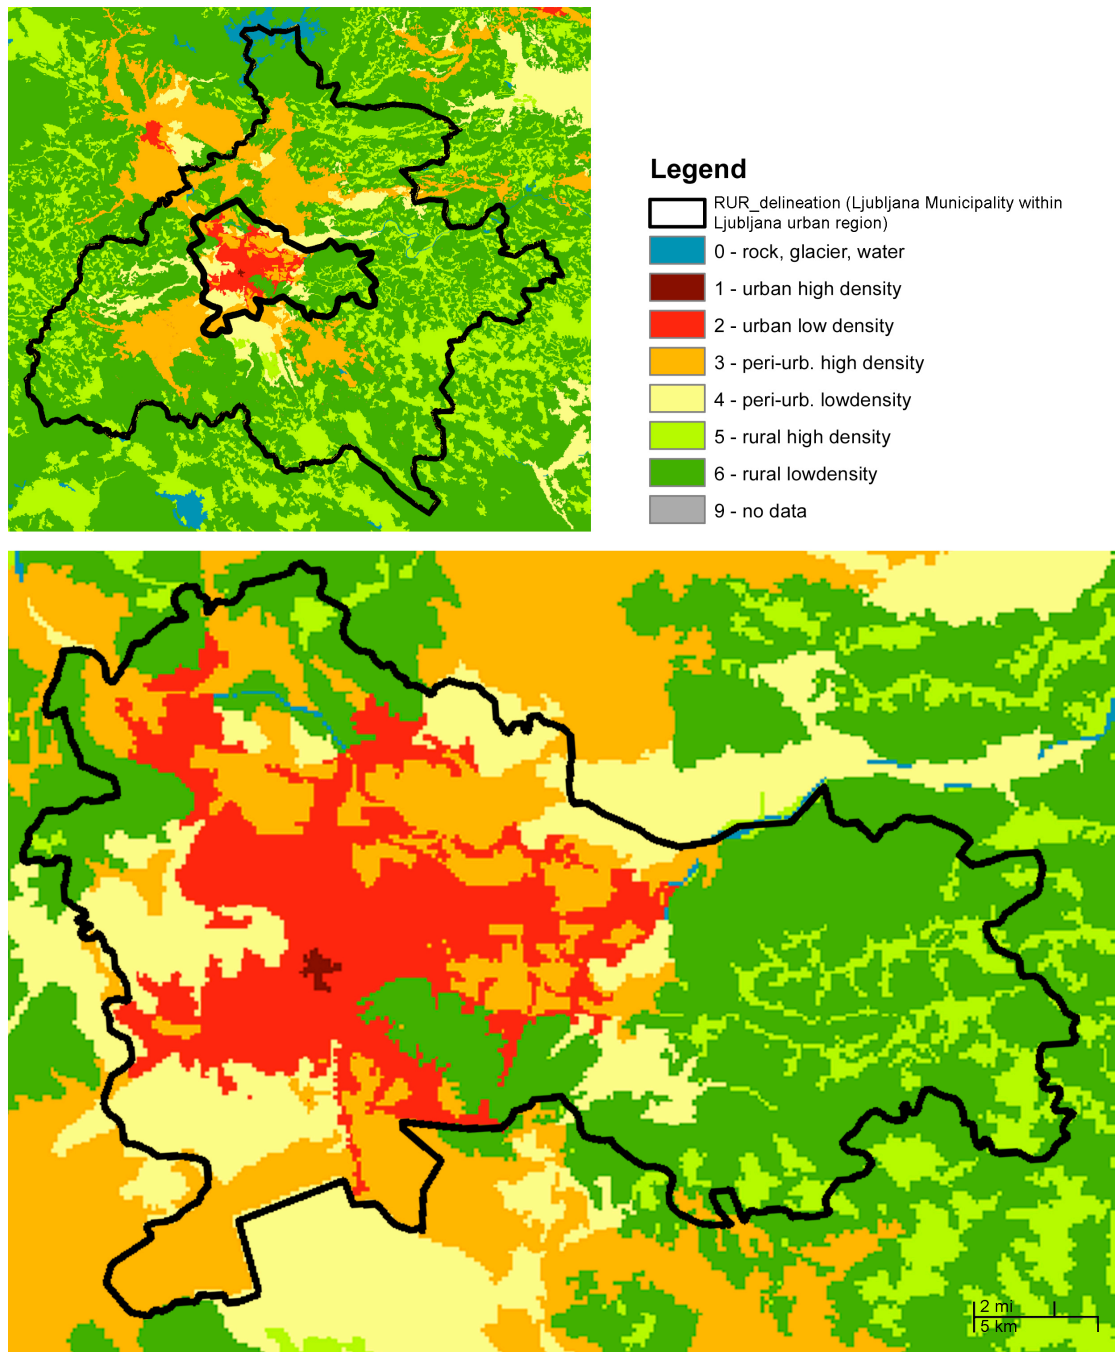 Legend
RUR_delineation (Ljubljana Municipality within
Ljubljana urban region)
0 - rock, glacier, water
1 - urban high density
2 - urban low density
3 - peri-urb. high density
4 - peri-urb. lowdensity
5 - rural high density
6 - rural lowdensity
9 - no data
2 mi
5 km